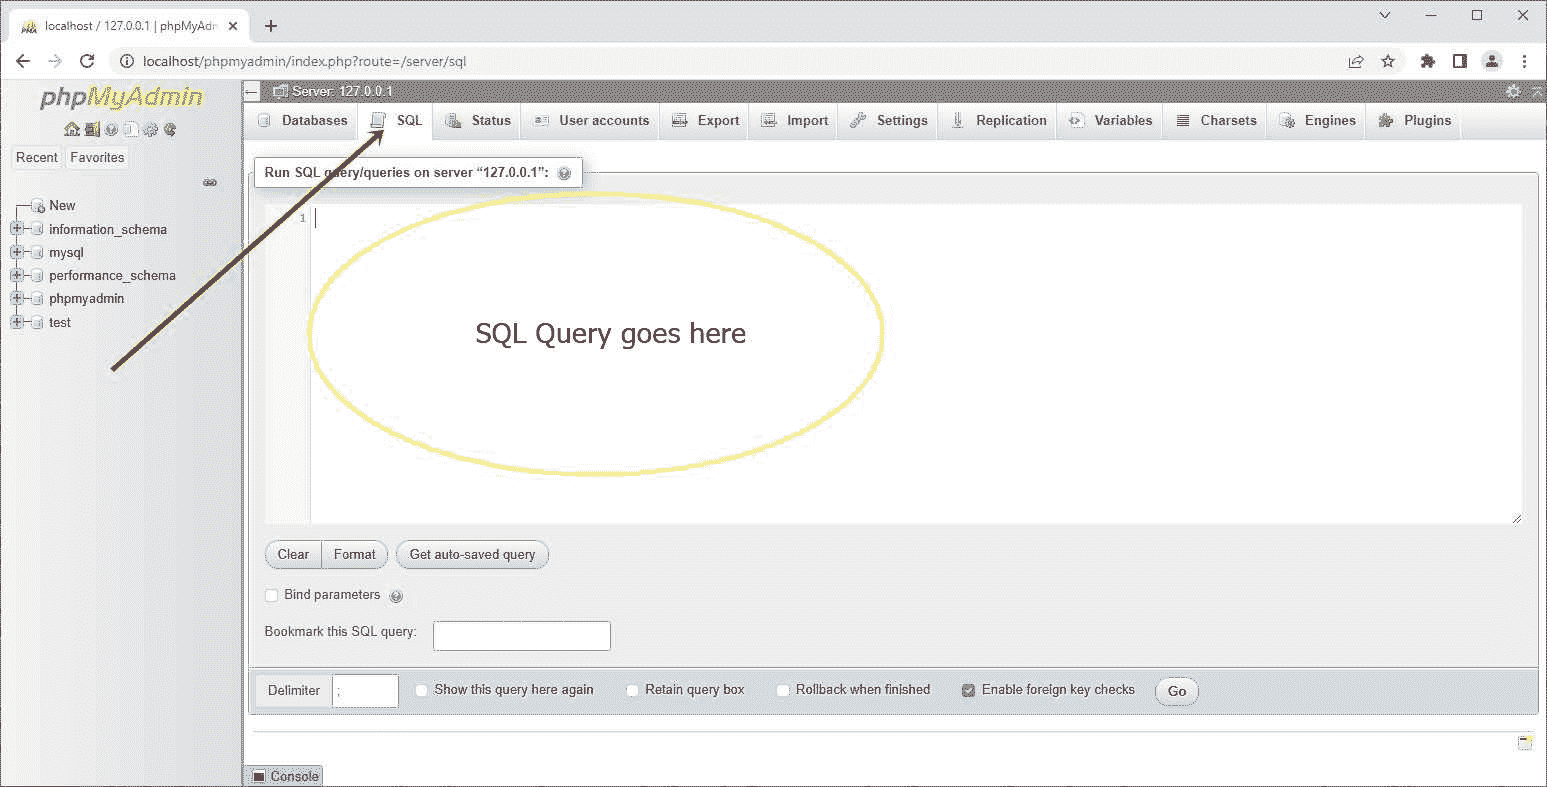 localhost / 127.0.0.1 | phpMyAdn
localhost/phpmyadmin/index.php?route=/server/sql
phpMyAdmin
Recent
Favorites
New
information_schema
mysql
performance_schema
phpmyadmin
test
Server: 127.0.0.1
Databases
SQL
Status
User accounts
Export
Import
Settings
Replication
Variables
Charsets
Engines
Plugins
Run SQL query/queries on server “127.0.0.1”:
1
SQL Query goes here
Clear
Format
Get auto-saved query
Bind parameters
Bookmark this SQL query:
Delimiter
;
Show this query here again
Retain query box
Rollback when finished
Enable foreign key checks
Go
Console